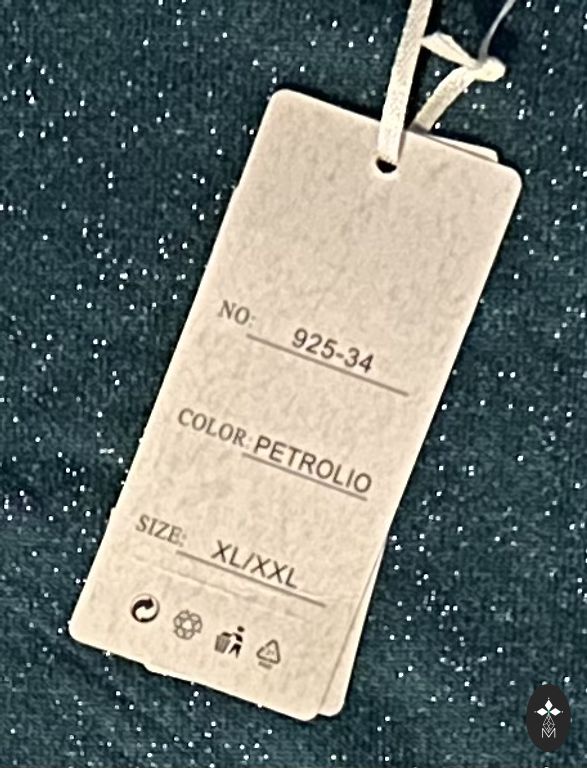 NO: 925-34
COLOR: PETROLIO
SIZE: XL/XXL
M